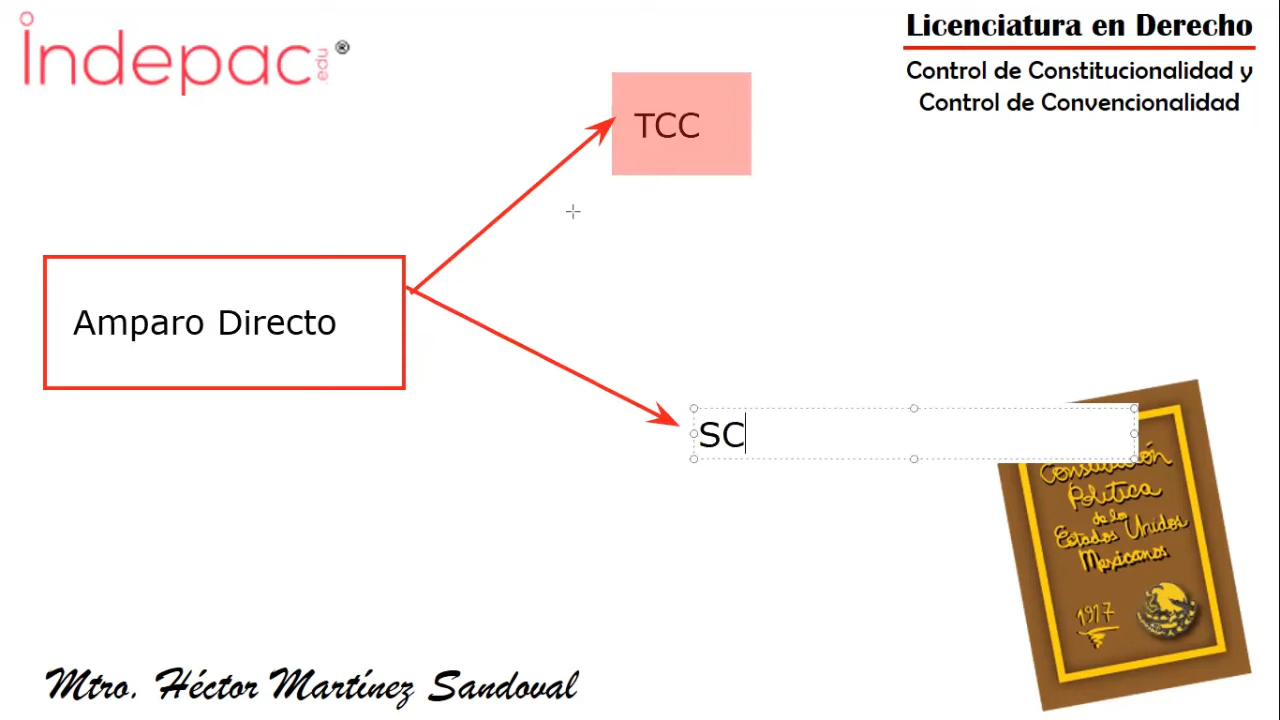 indepac.edu ®
Licenciatura en Derecho
Control de Constitucionalidad y
Control de Convencionalidad
TCC
Amparo Directo
SC
Constitución
Política
de los
Estados Unidos
Mexicanos
1917
Mtro. Héctor Martínez Sandoval